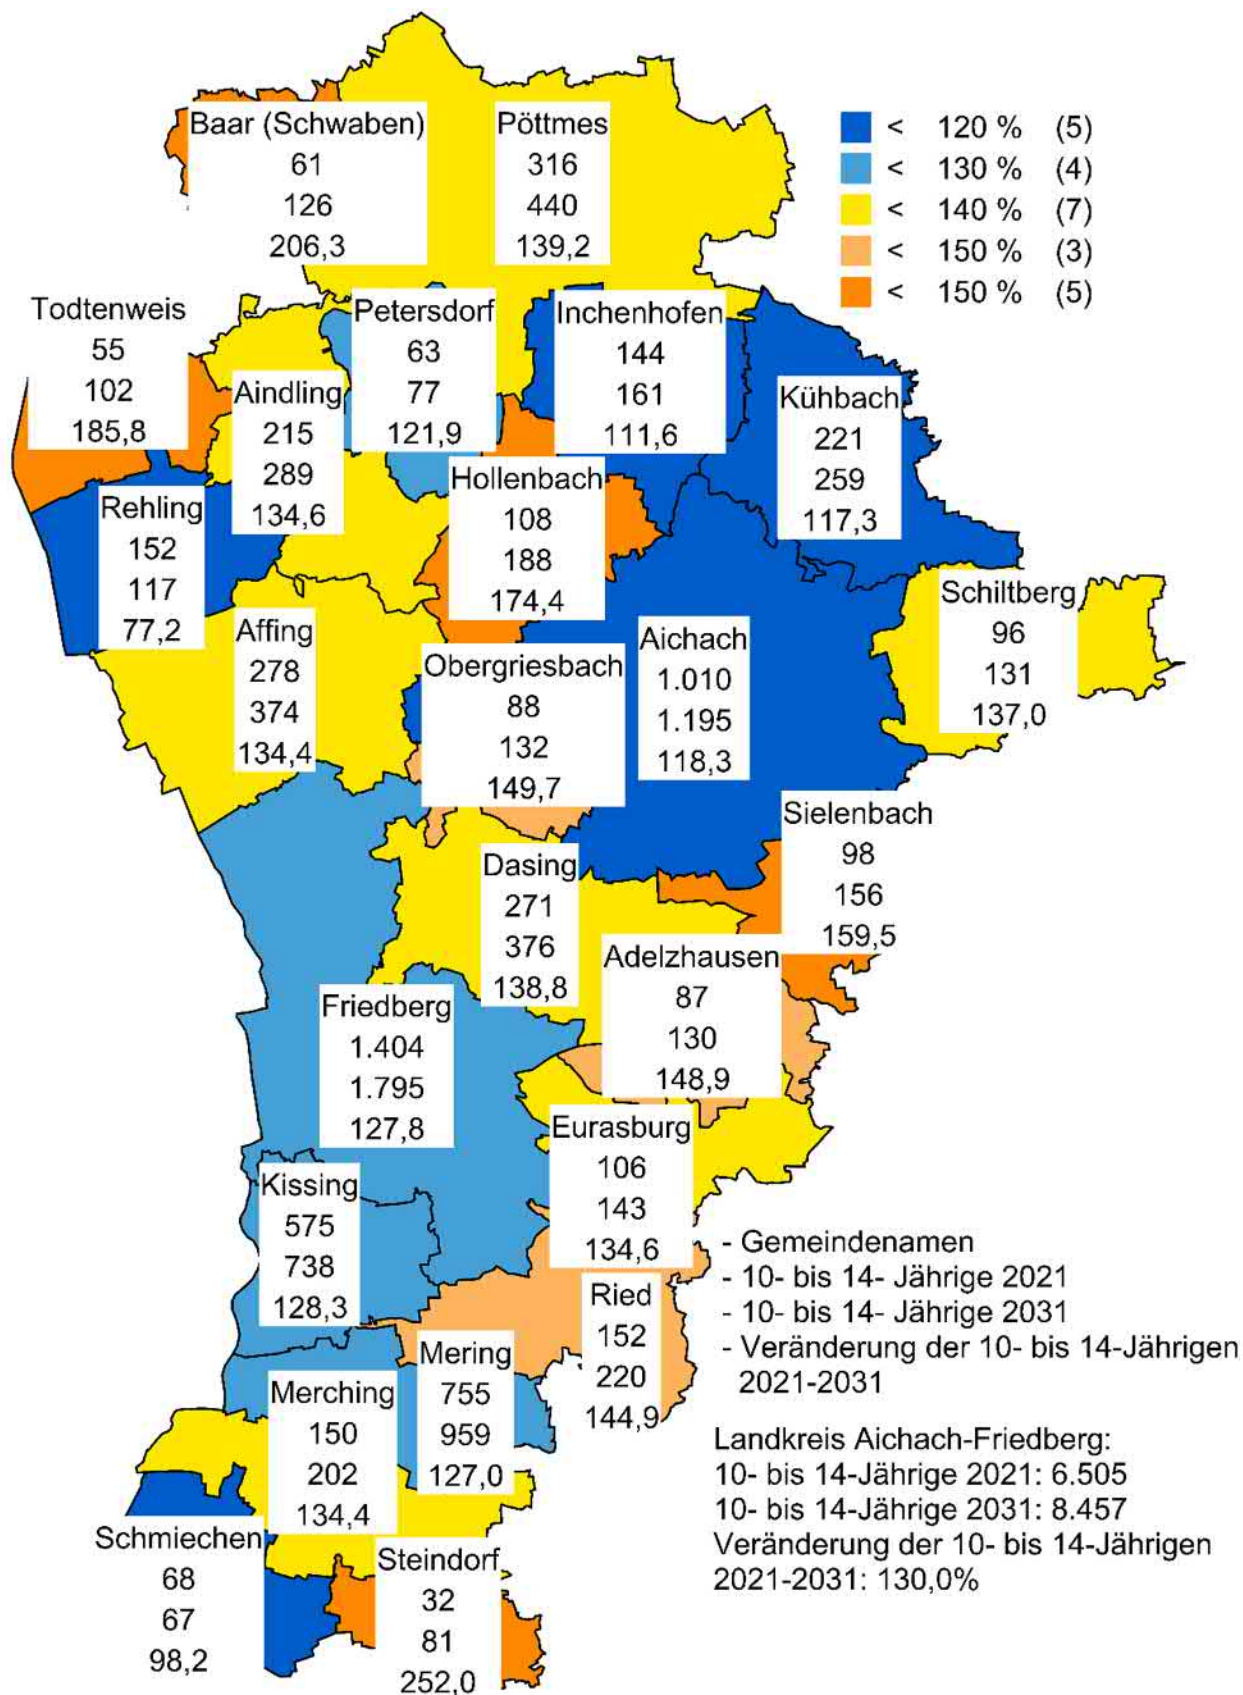 Baar (Schwaben)
61
126
206,3
Pöttmes
316
440
139,2
< 120 % (5)
< 130 % (4)
< 140 % (7)
< 150 % (3)
< 150 % (5)
Todtenweis
55
102
185,8
Aindling
215
289
134,6
Petersdorf
63
77
121,9
Inchenhofen
144
161
111,6
Kühbach
221
259
117,3
Rehling
152
117
77,2
Hollenbach
108
188
174,4
Schiltberg
96
131
137,0
Affing
278
374
134,4
Obergriesbach
88
132
149,7
Aichach
1.010
1.195
118,3
Sielenbach
98
156
159,5
Dasing
271
376
138,8
Adelzhausen
87
130
148,9
Friedberg
1.404
1.795
127,8
Eurasburg
106
143
134,6
Kissing
575
738
128,3
Ried
152
220
144,9
Mering
755
959
127,0
Merching
150
202
134,4
Schmiechen
68
67
98,2
Steindorf
32
81
252,0
- Gemeindenamen
- 10- bis 14- Jährige 2021
- 10- bis 14- Jährige 2031
- Veränderung der 10- bis 14-Jährigen
2021-2031
Landkreis Aichach-Friedberg:
10- bis 14-Jährige 2021: 6.505
10- bis 14-Jährige 2031: 8.457
Veränderung der 10- bis 14-Jährigen
2021-2031: 130,0%